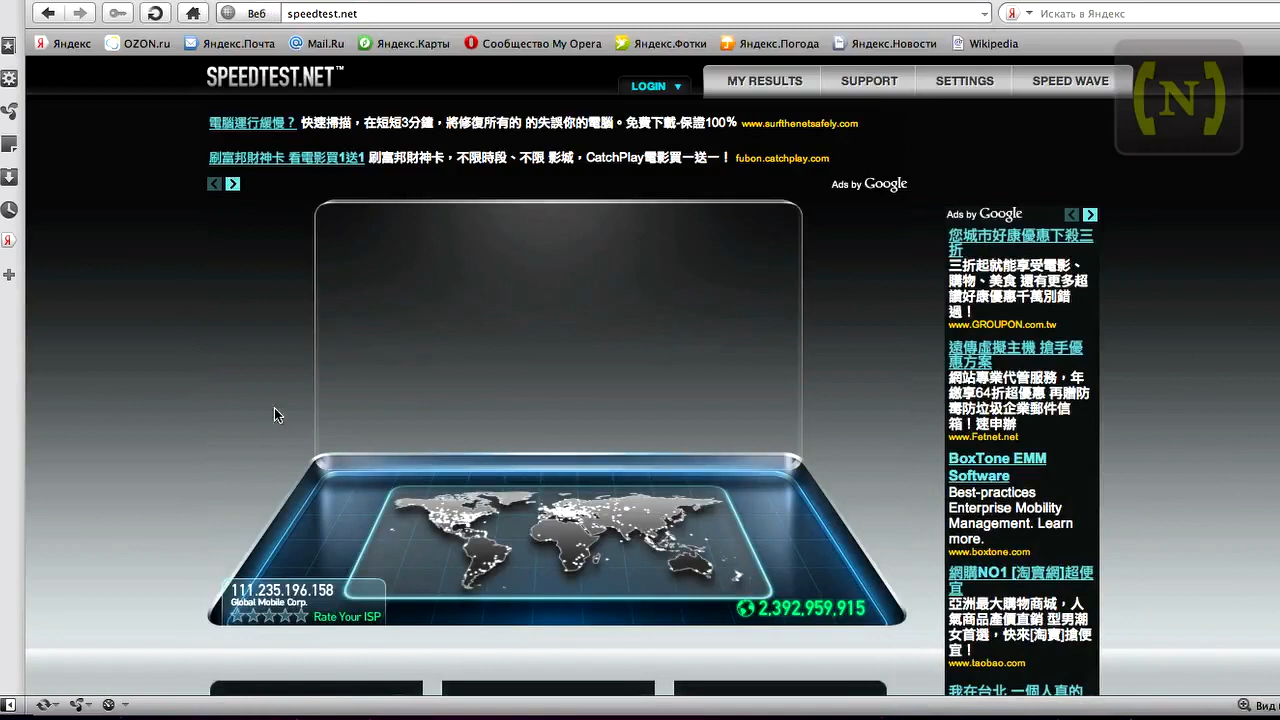 Веб speedtest.net Искать в Яндекс
Яндекс OZON.ru Яндекс.Почта Mail.Ru Яндекс.Карты Сообщество My Opera Яндекс.Фотки Яндекс.Погода Яндекс.Новости Wikipedia
SPEEDTEST.NET™
LOGIN MY RESULTS SUPPORT SETTINGS SPEED WAVE
(N)
電腦運行緩慢？ 快速掃描，在短短3分鐘，將修復所有的 的失誤你的電腦。免費下載-保證100% www.surfthenetsafely.com
刷富邦財神卡 看電影買1送1 刷富邦財神卡，不限時段、不限 影城，CatchPlay電影買一送一！ fubon.catchplay.com
Ads by Google
Ads by Google
您城市好康優惠下殺三
折
三折起就能享受電影、
購物、美食 還有更多超
讚好康優惠千萬別錯
過！
www.GROUPON.com.tw
遠傳虛擬主機 搶手優
惠方案
網站專業代管服務，年
繳享64折超優惠 再贈防
毒防垃圾企業郵件信
箱！速申辦
www.Fetnet.net
BoxTone EMM
Software
Best-practices
Enterprise Mobility
Management. Learn
more.
www.boxtone.com
網購NO1 [淘寶網]超便
宜
亞洲最大購物商城，人
氣商品產價直銷 型男潮
女首選，快來[淘寶]搶便
宜！
www.taobao.com
我在台北 一個人真的
111.235.196.158
Global Mobile Corp.
Rate Your ISP
2,392,959,915
Вид